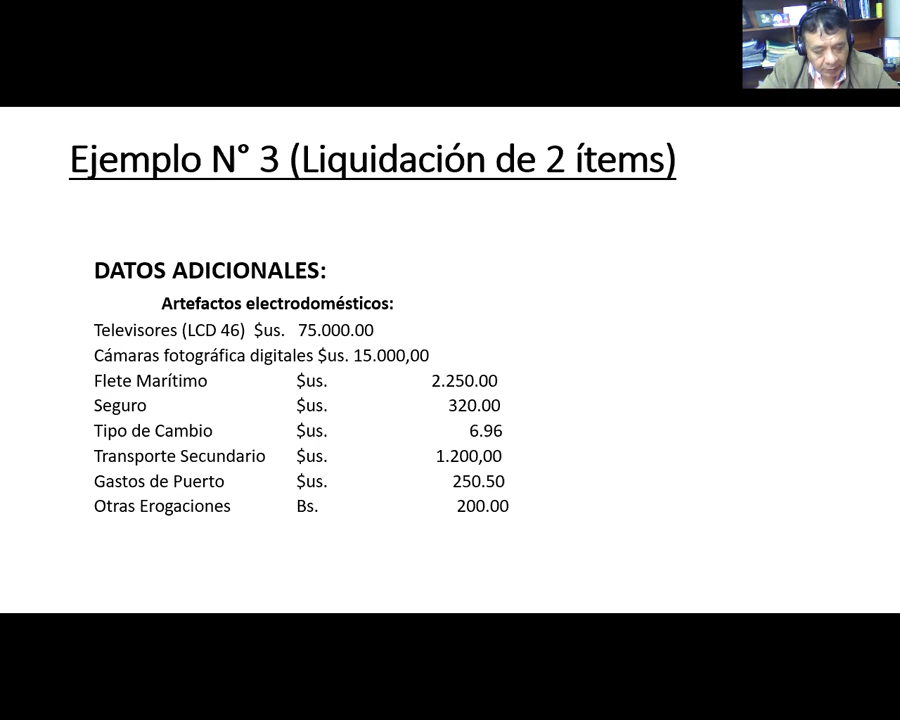 Ejemplo N° 3 (Liquidación de 2 ítems)
DATOS ADICIONALES:
Artefactos electrodomésticos:
Televisores (LCD 46) $us. 75.000.00
Cámaras fotográfica digitales $us. 15.000,00
Flete Marítimo $us. 2.250.00
Seguro $us. 320.00
Tipo de Cambio $us. 6.96
Transporte Secundario $us. 1.200,00
Gastos de Puerto $us. 250.50
Otras Erogaciones Bs. 200.00